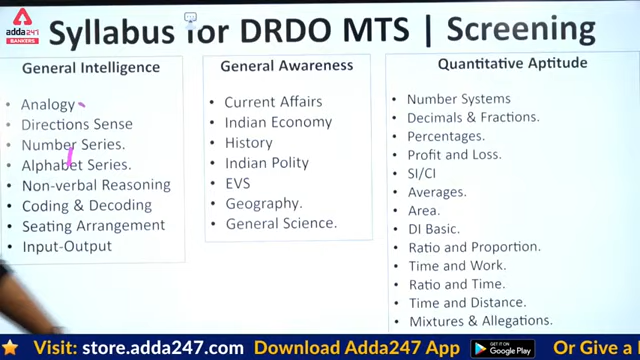 adda247
BANKERS
Syllabus for DRDO MTS | Screening
General Intelligence
• Analogy
• Directions Sense
• Number Series.
• Alphabet Series.
• Non-verbal Reasoning
• Coding & Decoding
• Seating Arrangement
• Input-Output
General Awareness
• Current Affairs
• Indian Economy
• History
• Indian Polity
• EVS
• Geography.
• General Science.
Quantitative Aptitude
• Number Systems
• Decimals & Fractions.
• Percentages.
• Profit and Loss.
• SI/CI
• Averages.
• Area.
• DI Basic.
• Ratio and Proportion.
• Time and Work.
• Ratio and Time.
• Time and Distance.
• Mixtures & Allegations.
Visit: store.adda247.com Download Adda247 App GET IT ON Google Play Or Give a